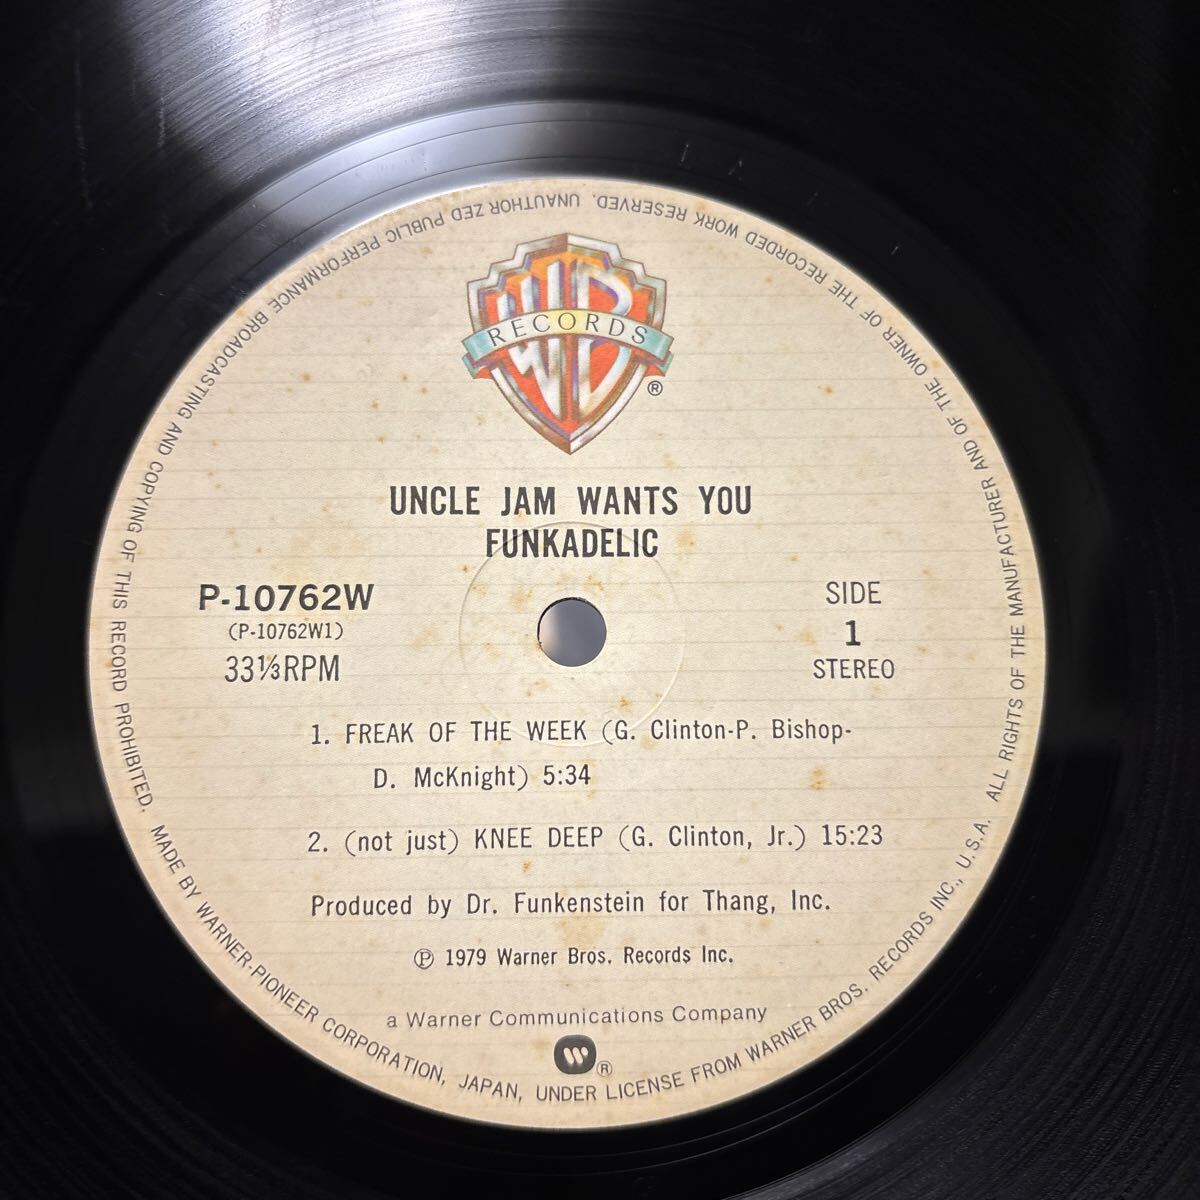 WB
RECORDS
®
UNCLE JAM WANTS YOU
FUNKADELIC
P-10762W
(P-10762W1)
33⅓RPM
SIDE
1
STEREO
1. FREAK OF THE WEEK (G. Clinton-P. Bishop-
D. McKnight) 5:34
2. (not just) KNEE DEEP (G. Clinton, Jr.) 15:23
Produced by Dr. Funkenstein for Thang, Inc.
Ⓟ 1979 Warner Bros. Records Inc.
a Warner Communications Company
®
MADE BY WARNER-PIONEER CORPORATION, JAPAN, UNDER LICENSE FROM WARNER BROS. RECORDS INC., U.S.A. ALL RIGHTS OF THE MANUFACTURER AND OF THE OWNER OF THE RECORDED WORK RESERVED. UNAUTHOR ZED PUBLIC PERFORMANCE BROADCASTING AND COPYING OF THIS RECORD PROHIBITED.